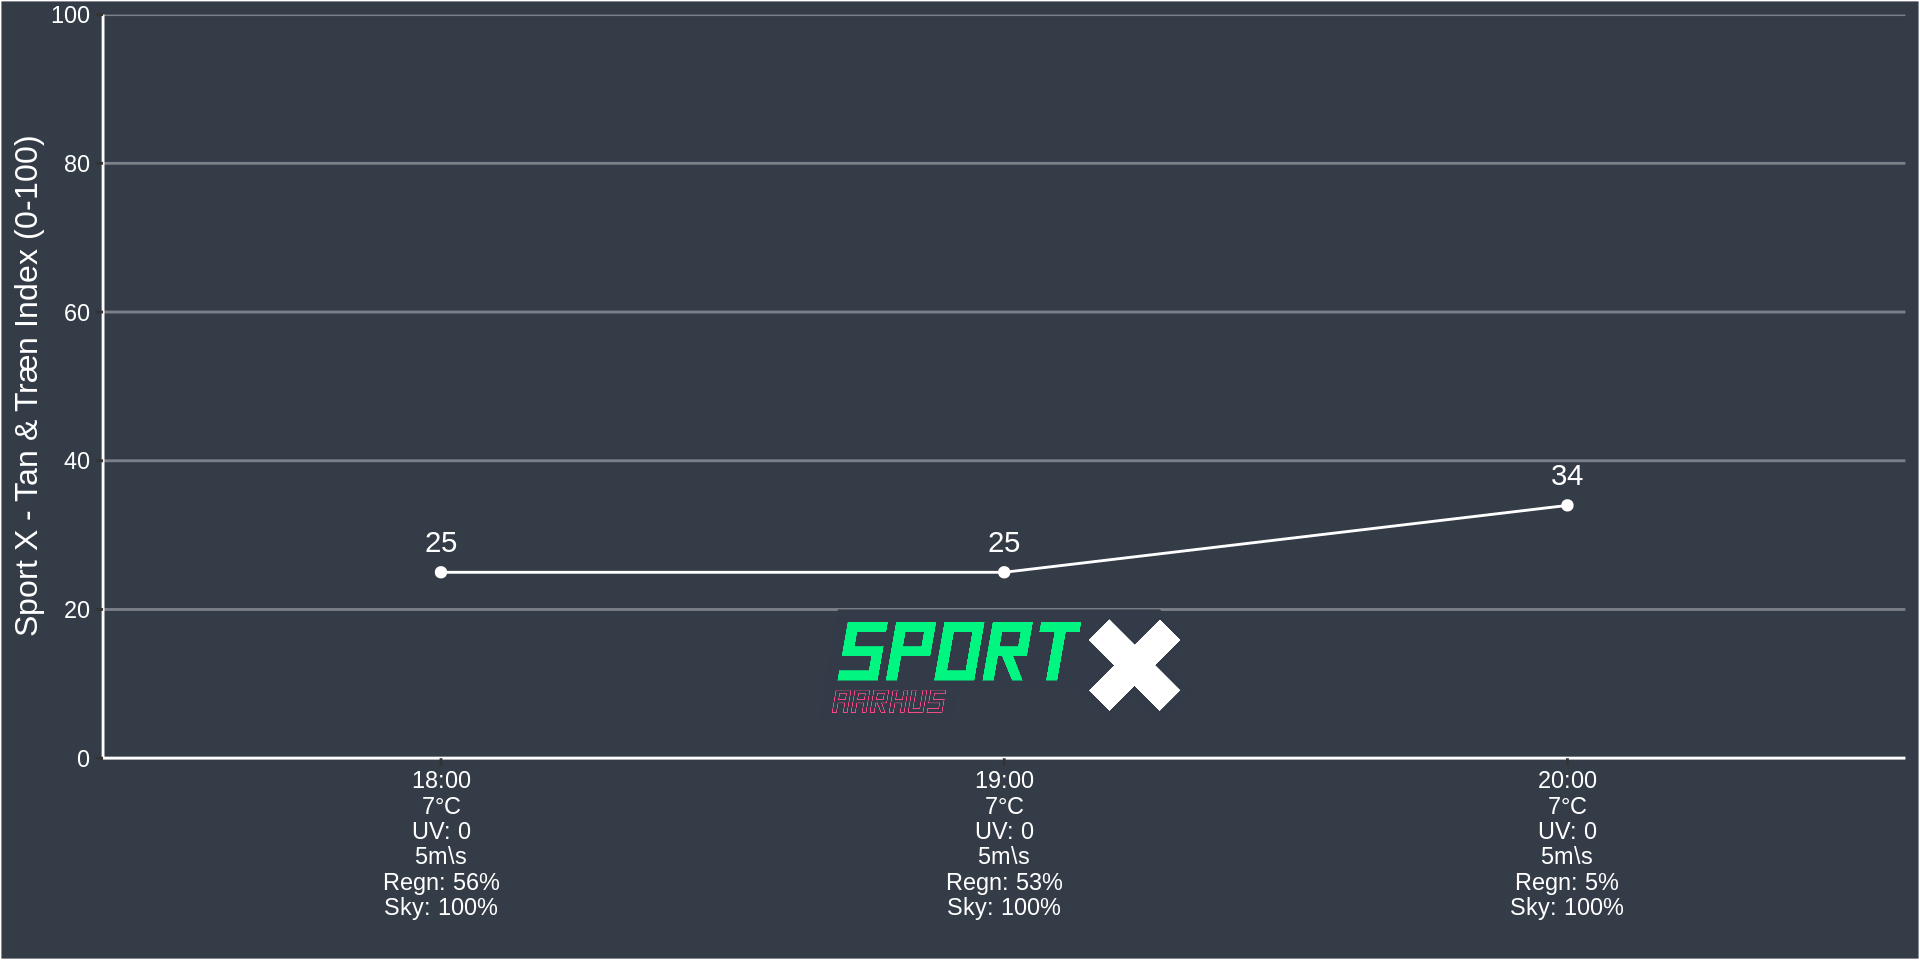 Sport X - Tan & Træn Index (0-100)
100
80
60
40
20
0
25
25
34
SPORT X
AARHUS
18:00
7°C
UV: 0
5m\s
Regn: 56%
Sky: 100%
19:00
7°C
UV: 0
5m\s
Regn: 53%
Sky: 100%
20:00
7°C
UV: 0
5m\s
Regn: 5%
Sky: 100%